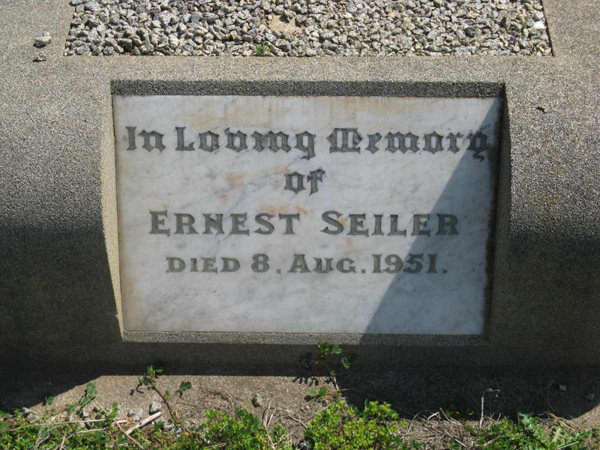 In Loving Memory
of
ERNEST SEILER
DIED 8. AUG. 1951.